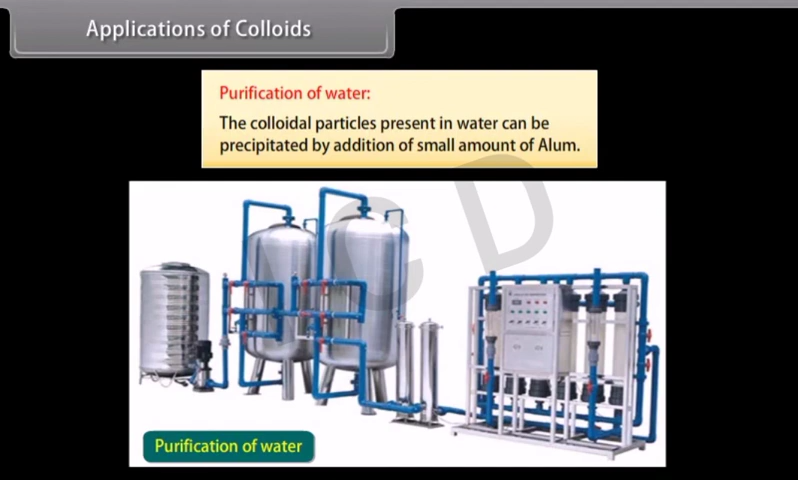 Applications of Colloids
Purification of water:
The colloidal particles present in water can be
precipitated by addition of small amount of Alum.
ICD
Purification of water